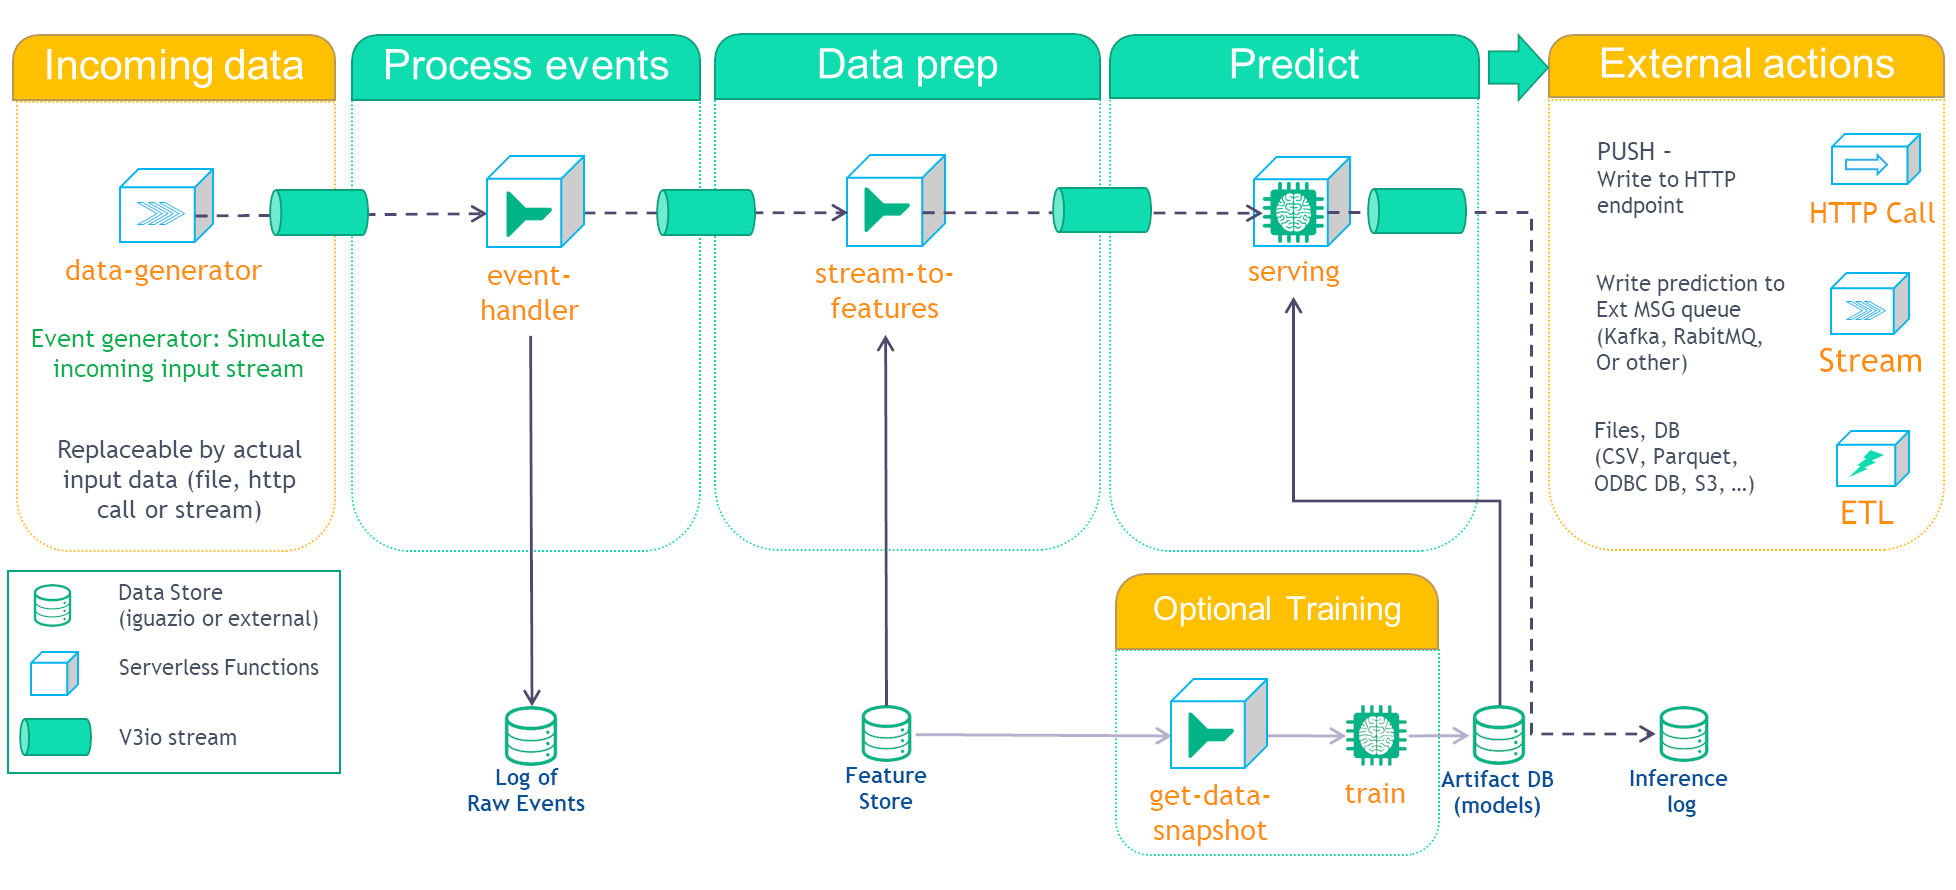 Incoming data
Process events
Data prep
Predict
External actions
data-generator
Event generator: Simulate
incoming input stream
Replaceable by actual
input data (file, http
call or stream)
event-
handler
stream-to-
features
serving
PUSH –
Write to HTTP
endpoint
HTTP Call
Write prediction to
Ext MSG queue
(Kafka, RabitMQ,
Or other)
Stream
Files, DB
(CSV, Parquet,
ODBC DB, S3, …)
ETL
Data Store
(iguazio or external)
Serverless Functions
V3io stream
Log of
Raw Events
Feature
Store
Optional Training
get-data-
snapshot
train
Artifact DB
(models)
Inference
log